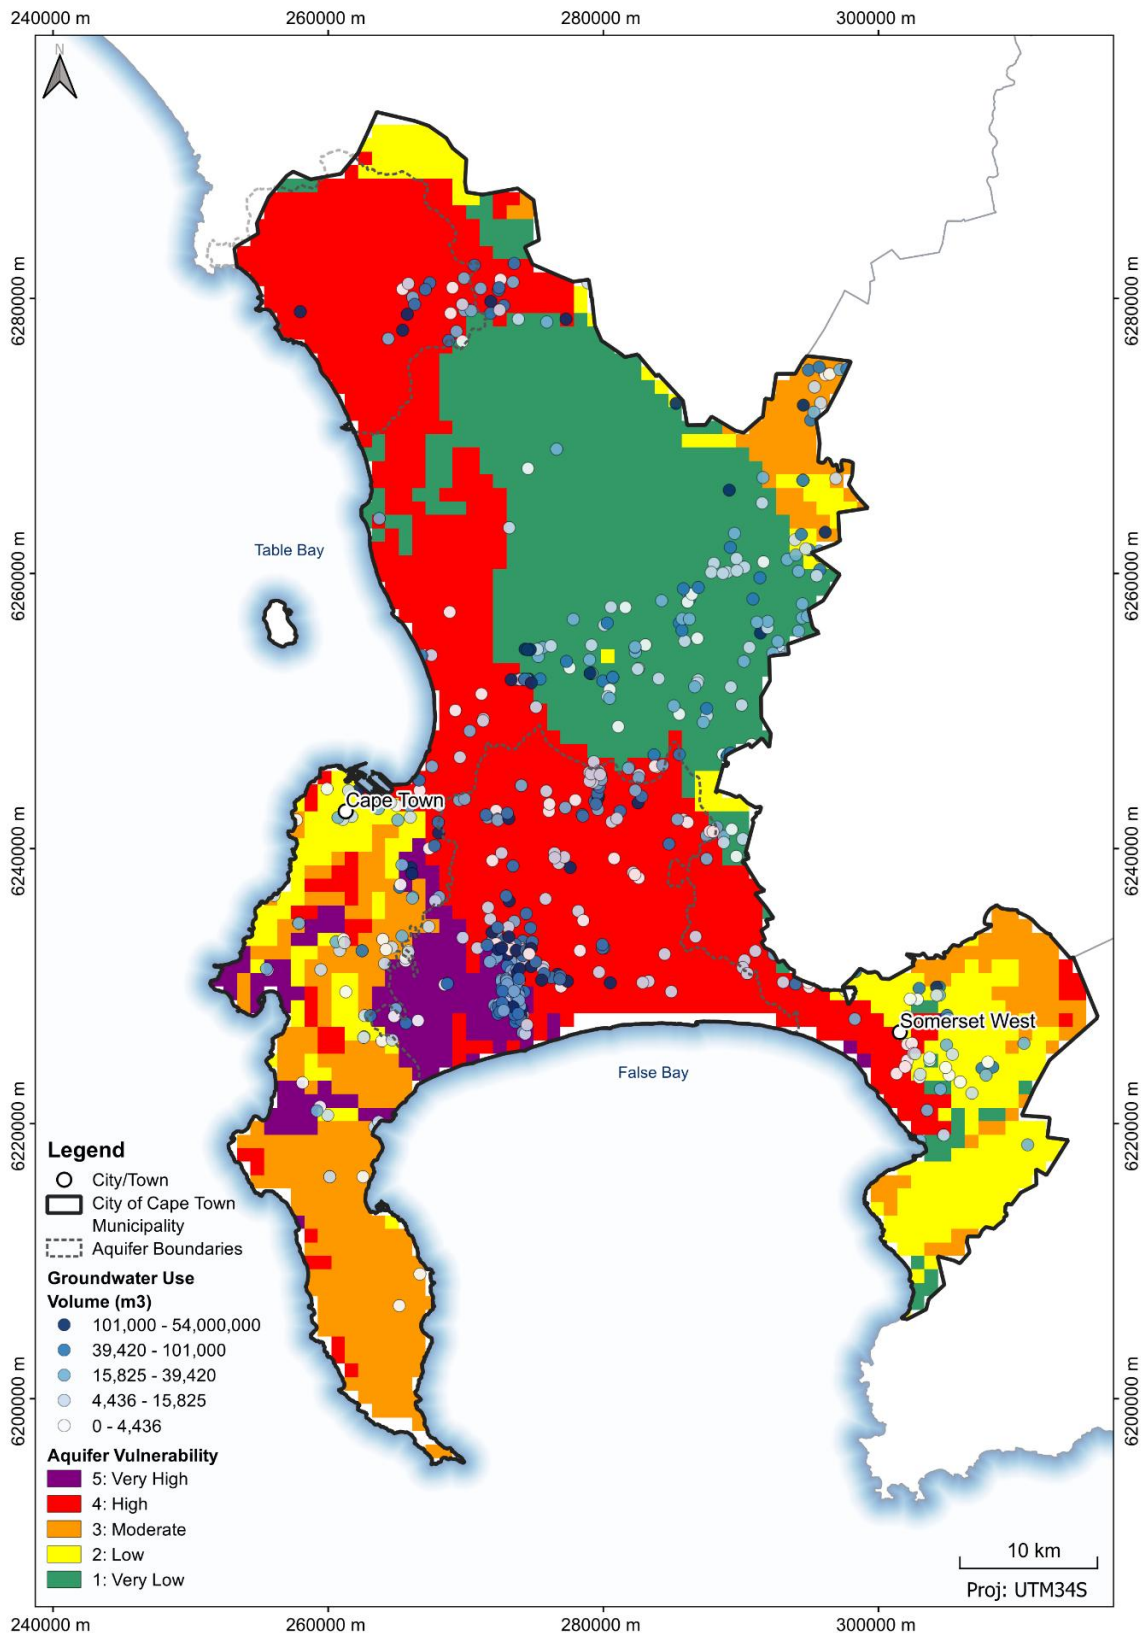 240000 m 260000 m 280000 m 300000 m
N
6280000 m 6280000 m
Table Bay
6260000 m 6260000 m
Cape Town
6240000 m 6240000 m
Somerset West
False Bay
6220000 m 6220000 m
Legend
City/Town
City of Cape Town
Municipality
Aquifer Boundaries
Groundwater Use
Volume (m3)
101,000 - 54,000,000
39,420 - 101,000
15,825 - 39,420
4,436 - 15,825
0 - 4,436
6200000 m 6200000 m
Aquifer Vulnerability
5: Very High
4: High
3: Moderate
2: Low
1: Very Low
10 km
Proj: UTM34S
240000 m 260000 m 280000 m 300000 m